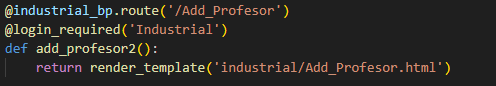 @industrial_bp.route('/Add_Profesor')
@login_required('Industrial')
def add_profesor2():
    return render_template('industrial/Add_Profesor.html')